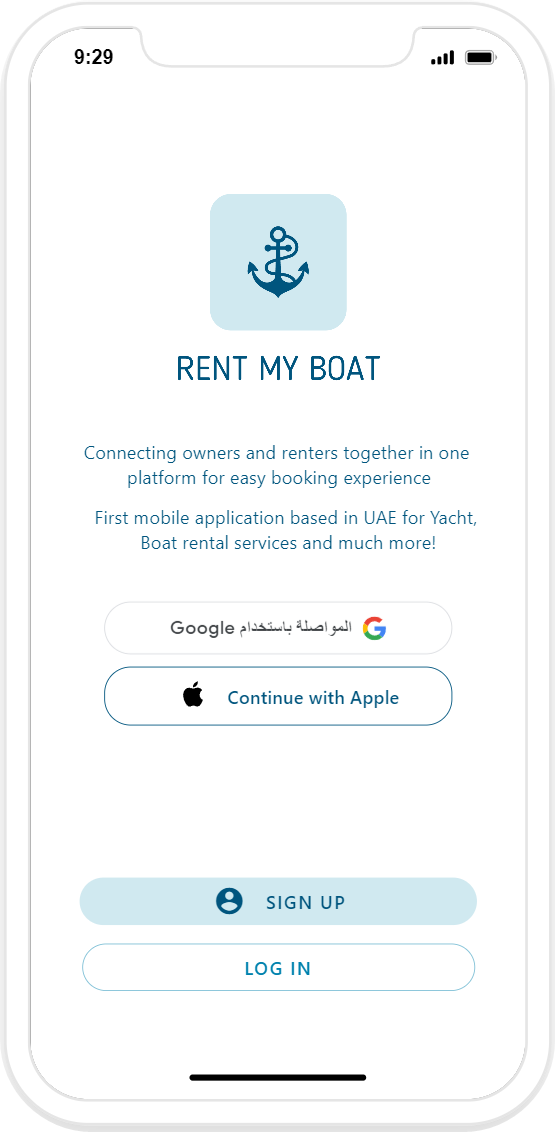 9:29
RENT MY BOAT
Connecting owners and renters together in one
platform for easy booking experience
First mobile application based in UAE for Yacht,
Boat rental services and much more!
المواصلة باستخدام Google
Continue with Apple
SIGN UP
LOG IN